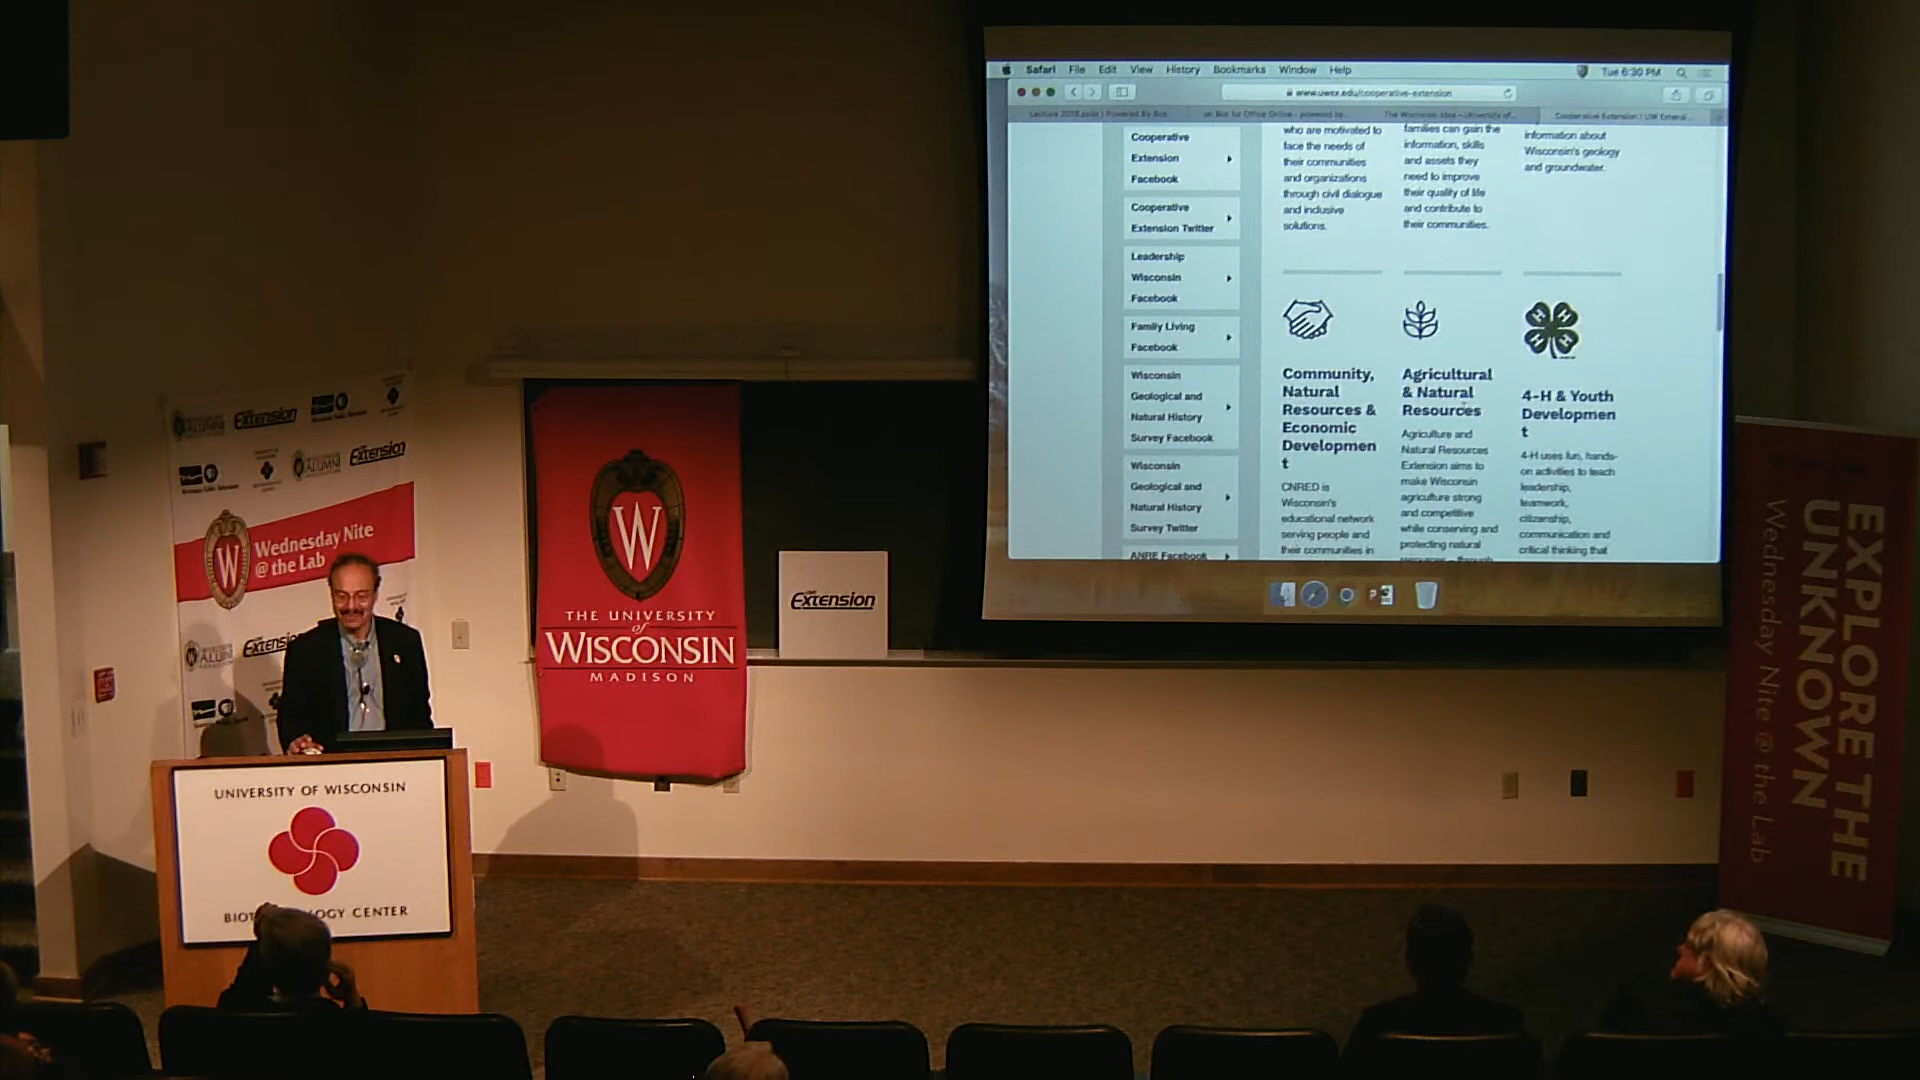 Safari File Edit View History Bookmarks Window Help
Tue 6:30 PM
www.uwex.edu/cooperative-extension
Cooperative
Extension
Facebook
Cooperative
Extension Twitter
Leadership
Wisconsin
Facebook
Family Living
Facebook
Wisconsin
Geological and
Natural History
Survey Facebook
Wisconsin
Geological and
Natural History
Survey Twitter
ANRE Facebook
who are motivated to
face the needs of
their communities
and organizations
through civil dialogue
and inclusive
solutions.
families can gain the
information, skills
and assets they
need to improve
their quality of life
and contribute to
their communities.
information about
Wisconsin's geology
and groundwater.
Community,
Natural
Resources &
Economic
Developmen
t
CNRED is
Wisconsin's
educational network
serving people and
their communities in
Agricultural
& Natural
Resources
Agriculture and
Natural Resources
Extension aims to
make Wisconsin
agriculture strong
and competitive
while conserving and
protecting natural
H H
H H
4-H & Youth
Developmen
t
4-H uses fun, hands-
on activities to teach
leadership,
teamwork,
citizenship,
communication and
critical thinking that
Extension
Extension
W
Wednesday Nite
@ the Lab
ALUMNI
W
THE UNIVERSITY
of
WISCONSIN
MADISON
Extension
UNIVERSITY OF WISCONSIN
CENTER
EXPLORE THE
UNKNOWN
Wednesday Nite @ the Lab